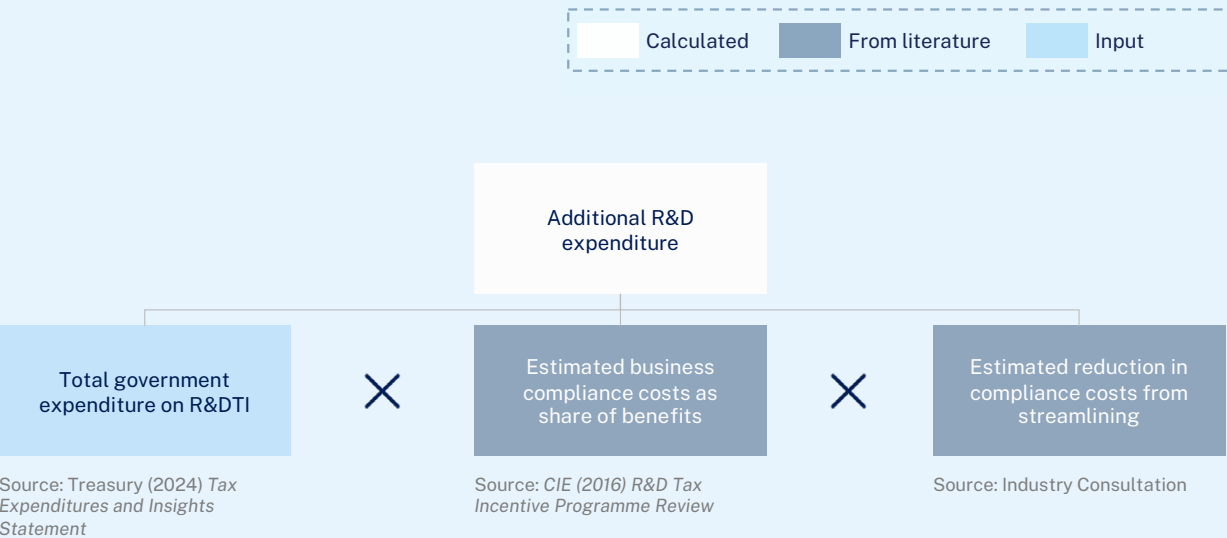 Calculated
From literature
Input
Additional R&D
expenditure
Total government
expenditure on R&DTI
Estimated business
compliance costs as
share of benefits
Estimated reduction in
compliance costs from
streamlining
Source: Treasury (2024) Tax
Expenditures and Insights
Statement
Source: CIE (2016) R&D Tax
Incentive Programme Review
Source: Industry Consultation